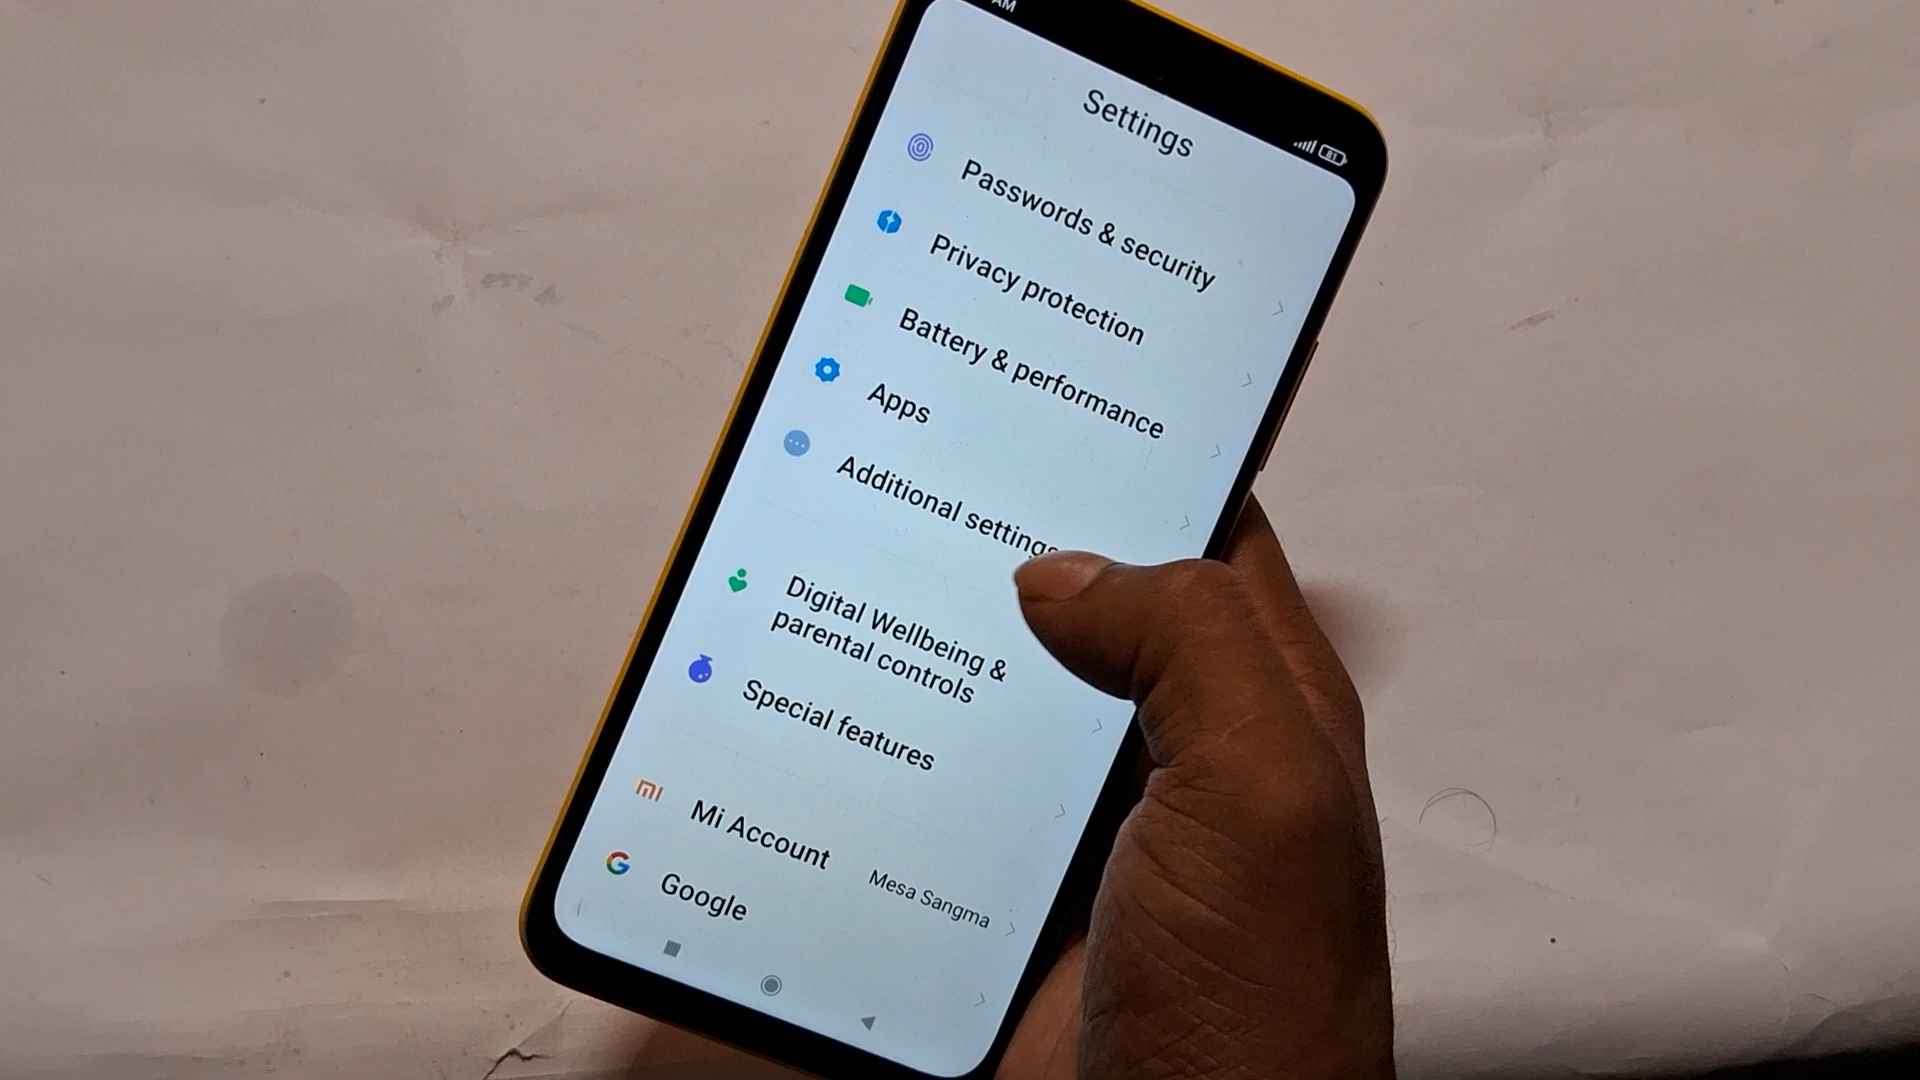 AM
81
Settings
Passwords & security
Privacy protection
Battery & performance
Apps
Additional settings
Digital Wellbeing &
parental controls
Special features
Mi Account
Mesa Sangma
Google